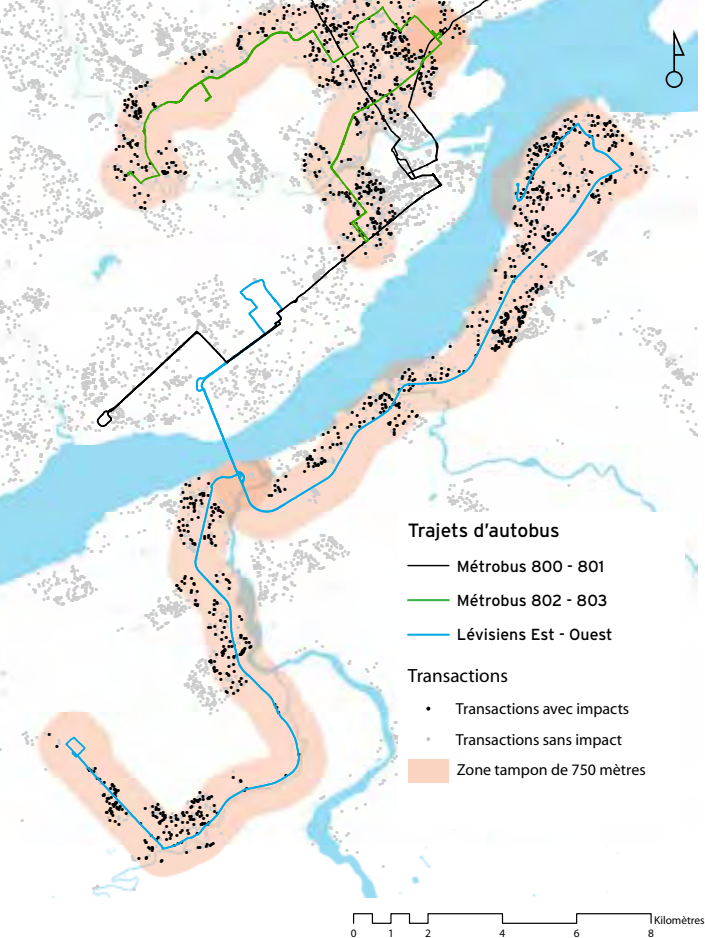 Trajets d'autobus
Métrobus 800 - 801
Métrobus 802 - 803
Lévisiens Est - Ouest
Transactions
Transactions avec impacts
Transactions sans impact
Zone tampon de 750 mètres
Kilomètres
0 1 2 4 6 8